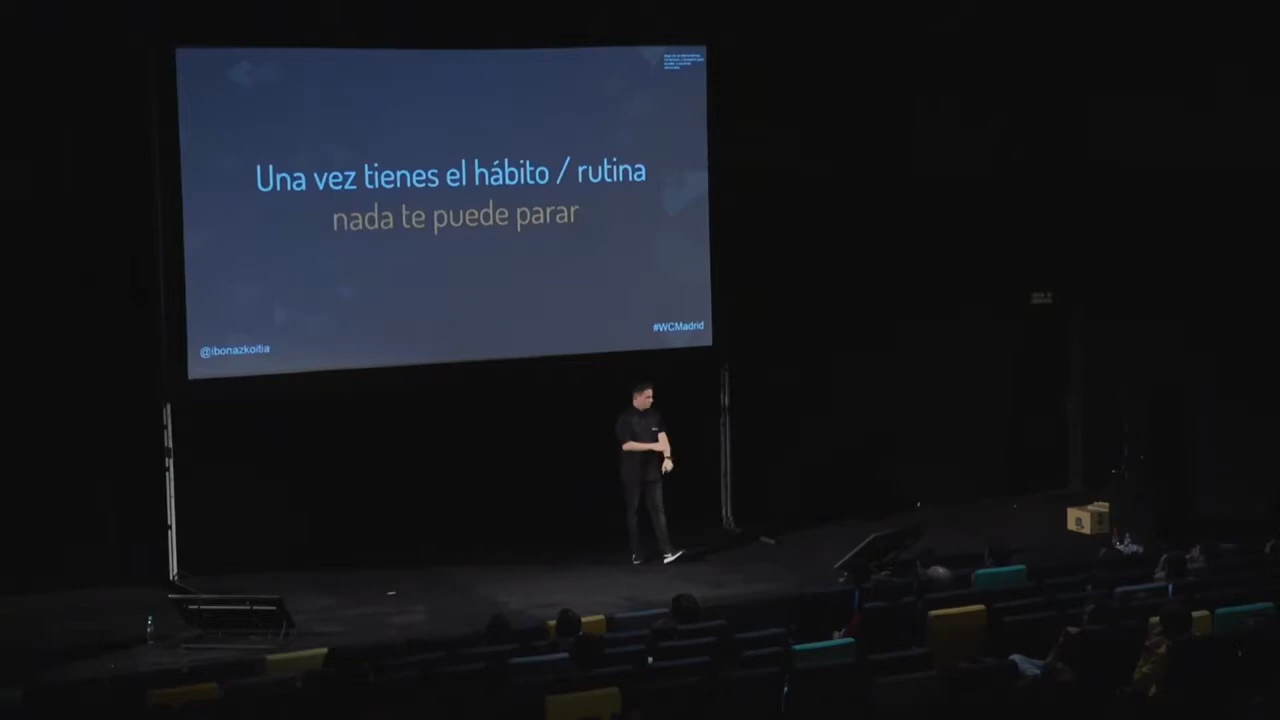 Una vez tienes el hábito / rutina
nada te puede parar
#WCMadrid
@ibonazkoitia